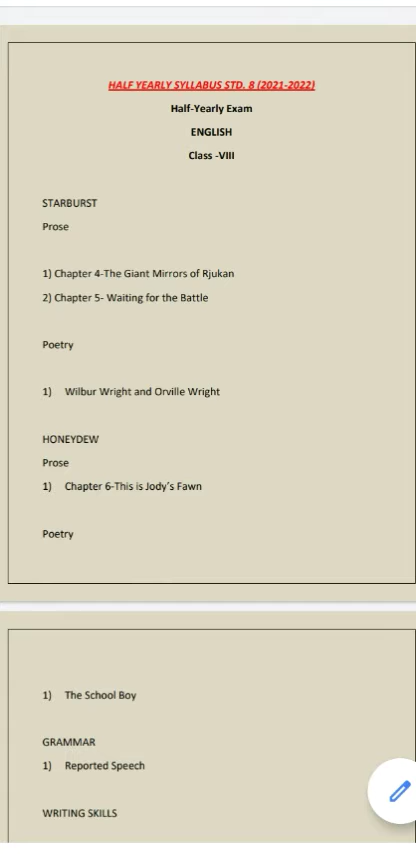 HALF YEARLY SYLLABUS STD. 8 (2021-2022)
Half-Yearly Exam
ENGLISH
Class -VIII
STARBURST
Prose
1) Chapter 4-The Giant Mirrors of Rjukan
2) Chapter 5- Waiting for the Battle
Poetry
1) Wilbur Wright and Orville Wright
HONEYDEW
Prose
1) Chapter 6-This is Jody's Fawn
Poetry
1) The School Boy
GRAMMAR
1) Reported Speech
WRITING SKILLS